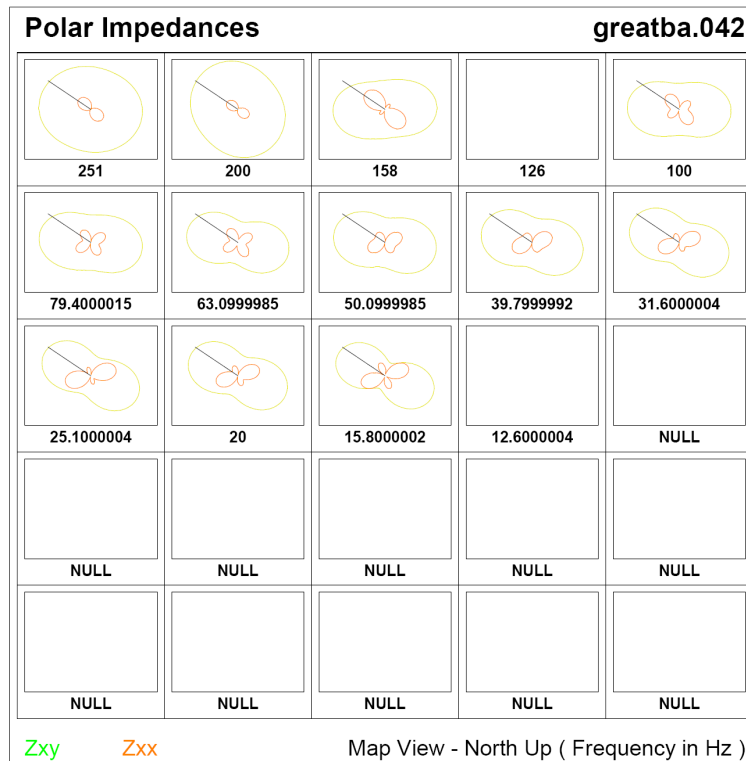 Polar Impedances greatba.042
251 200 158 126 100
79.4000015 63.0999985 50.0999985 39.7999992 31.6000004
25.1000004 20 15.8000002 12.6000004 NULL
NULL NULL NULL NULL NULL
NULL NULL NULL NULL NULL
Zxy Zxx Map View - North Up ( Frequency in Hz )